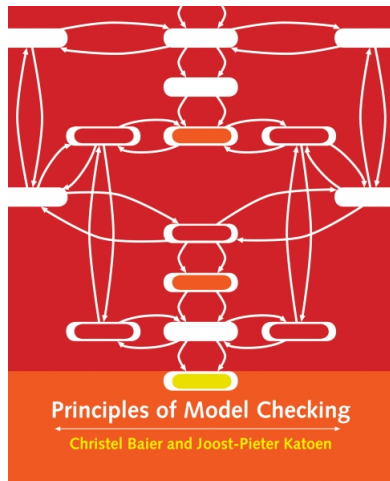 Principles of Model Checking
Christel Baier and Joost-Pieter Katoen